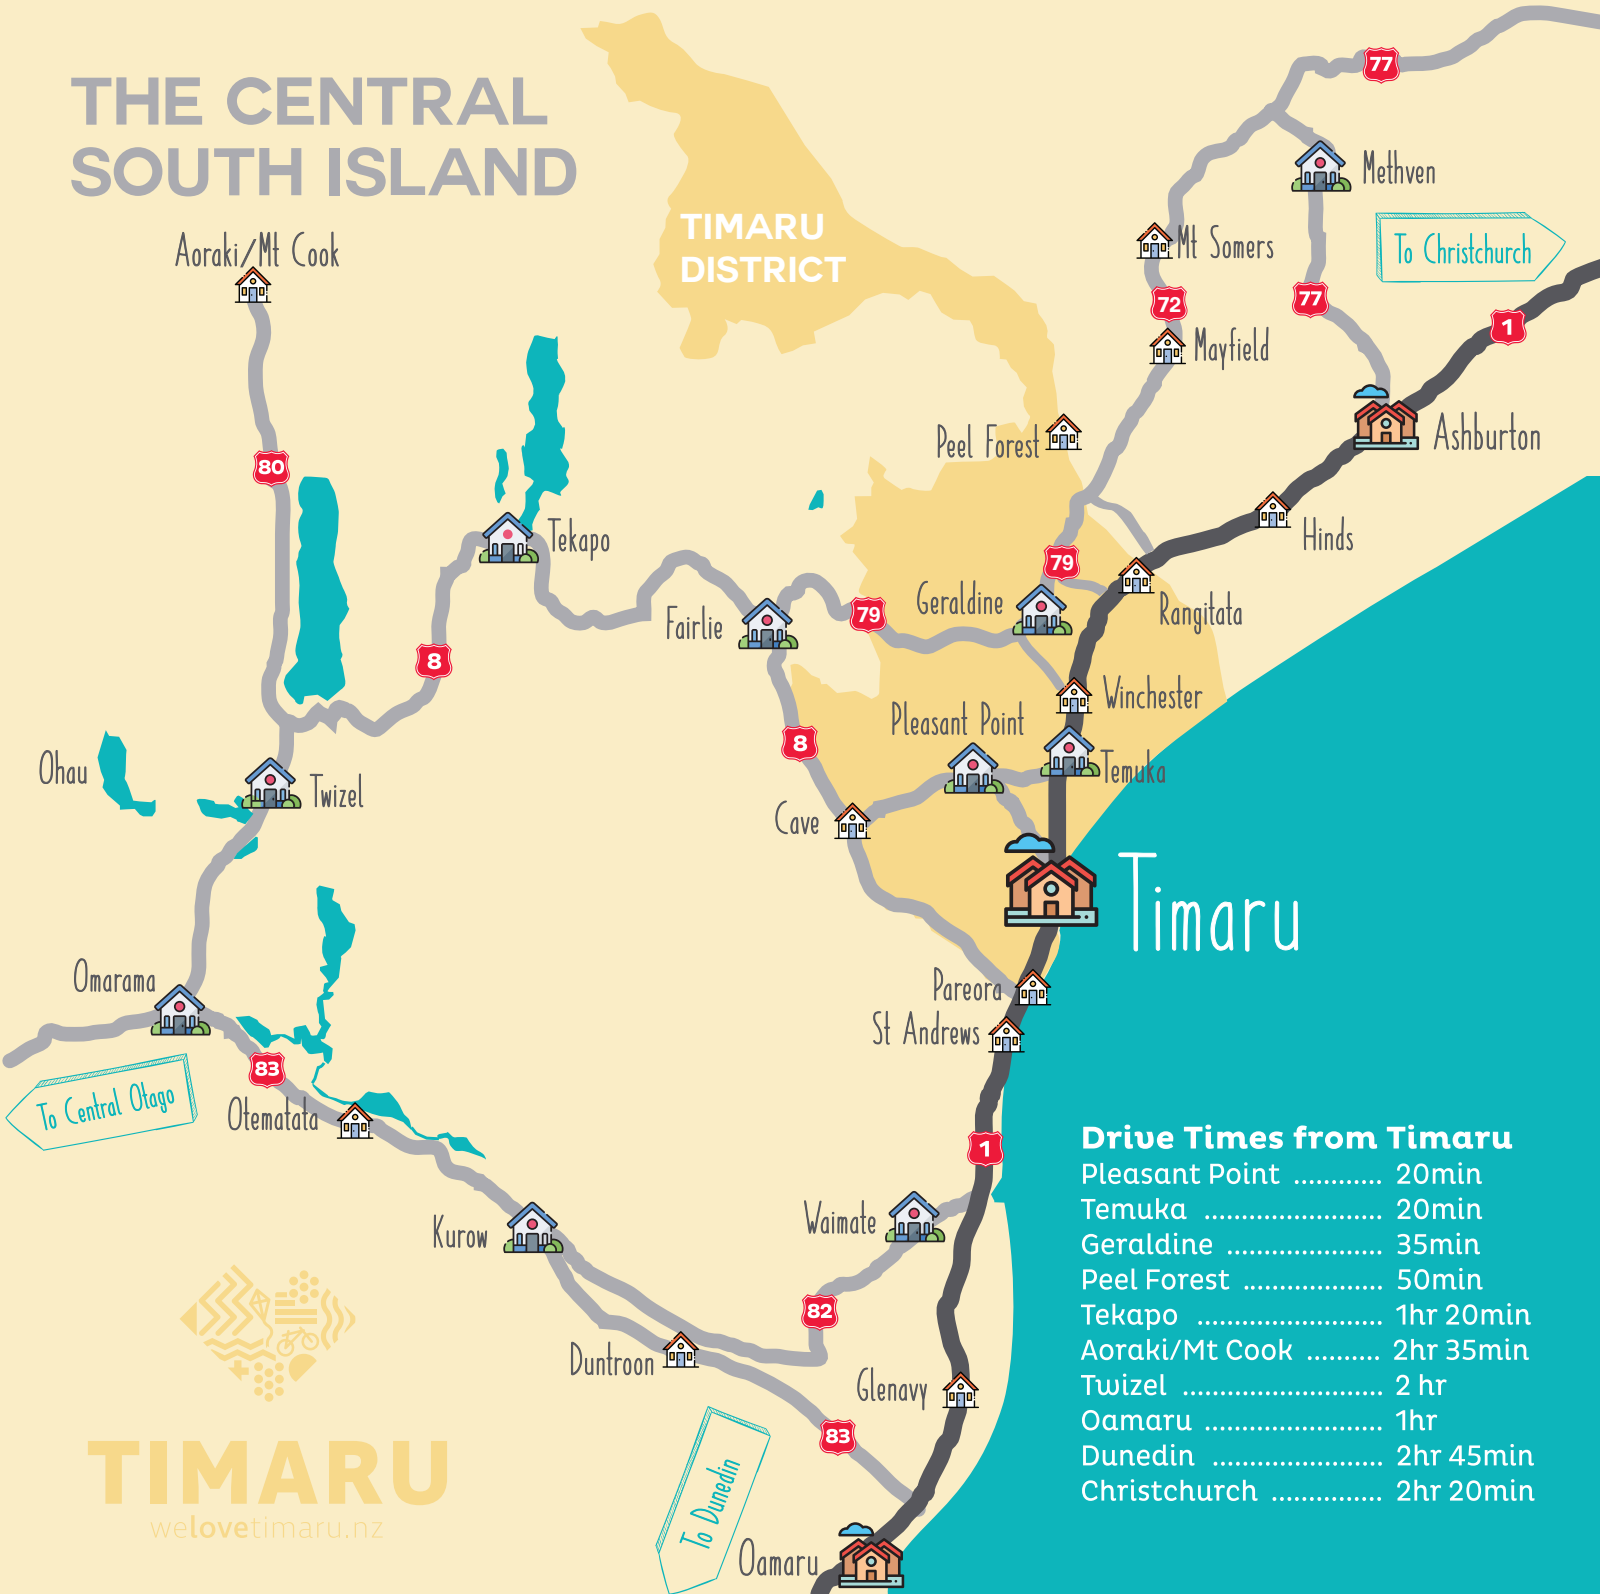 THE CENTRAL
SOUTH ISLAND
TIMARU
DISTRICT
77
Methven
To Christchurch
Mt Somers
Aoraki/Mt Cook
72
77
1
Mayfield
Peel Forest
Ashburton
80
Hinds
Tekapo
79
Geraldine
Rangitata
Fairlie
79
8
Winchester
Pleasant Point
8
Temuka
Ohau
Twizel
Cave
Timaru
Omarama
Pareora
St Andrews
83
To Central Otago
Otematata
1
Drive Times from Timaru
Pleasant Point ............ 20min
Temuka ........................ 20min
Geraldine ..................... 35min
Peel Forest ................... 50min
Tekapo ......................... 1hr 20min
Aoraki/Mt Cook .......... 2hr 35min
Twizel ........................... 2 hr
Oamaru ........................ 1hr
Dunedin ....................... 2hr 45min
Christchurch ............... 2hr 20min
Waimate
Kurow
82
Duntroon
Glenavy
83
To Dunedin
Oamaru
TIMARU
welovetimaru.nz